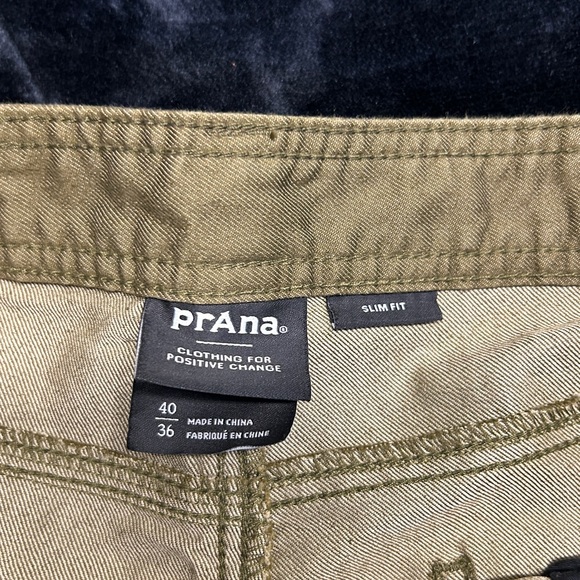 prAna®
CLOTHING FOR
POSITIVE CHANGE
SLIM FIT
40
36
MADE IN CHINA
FABRIQUÉ EN CHINE